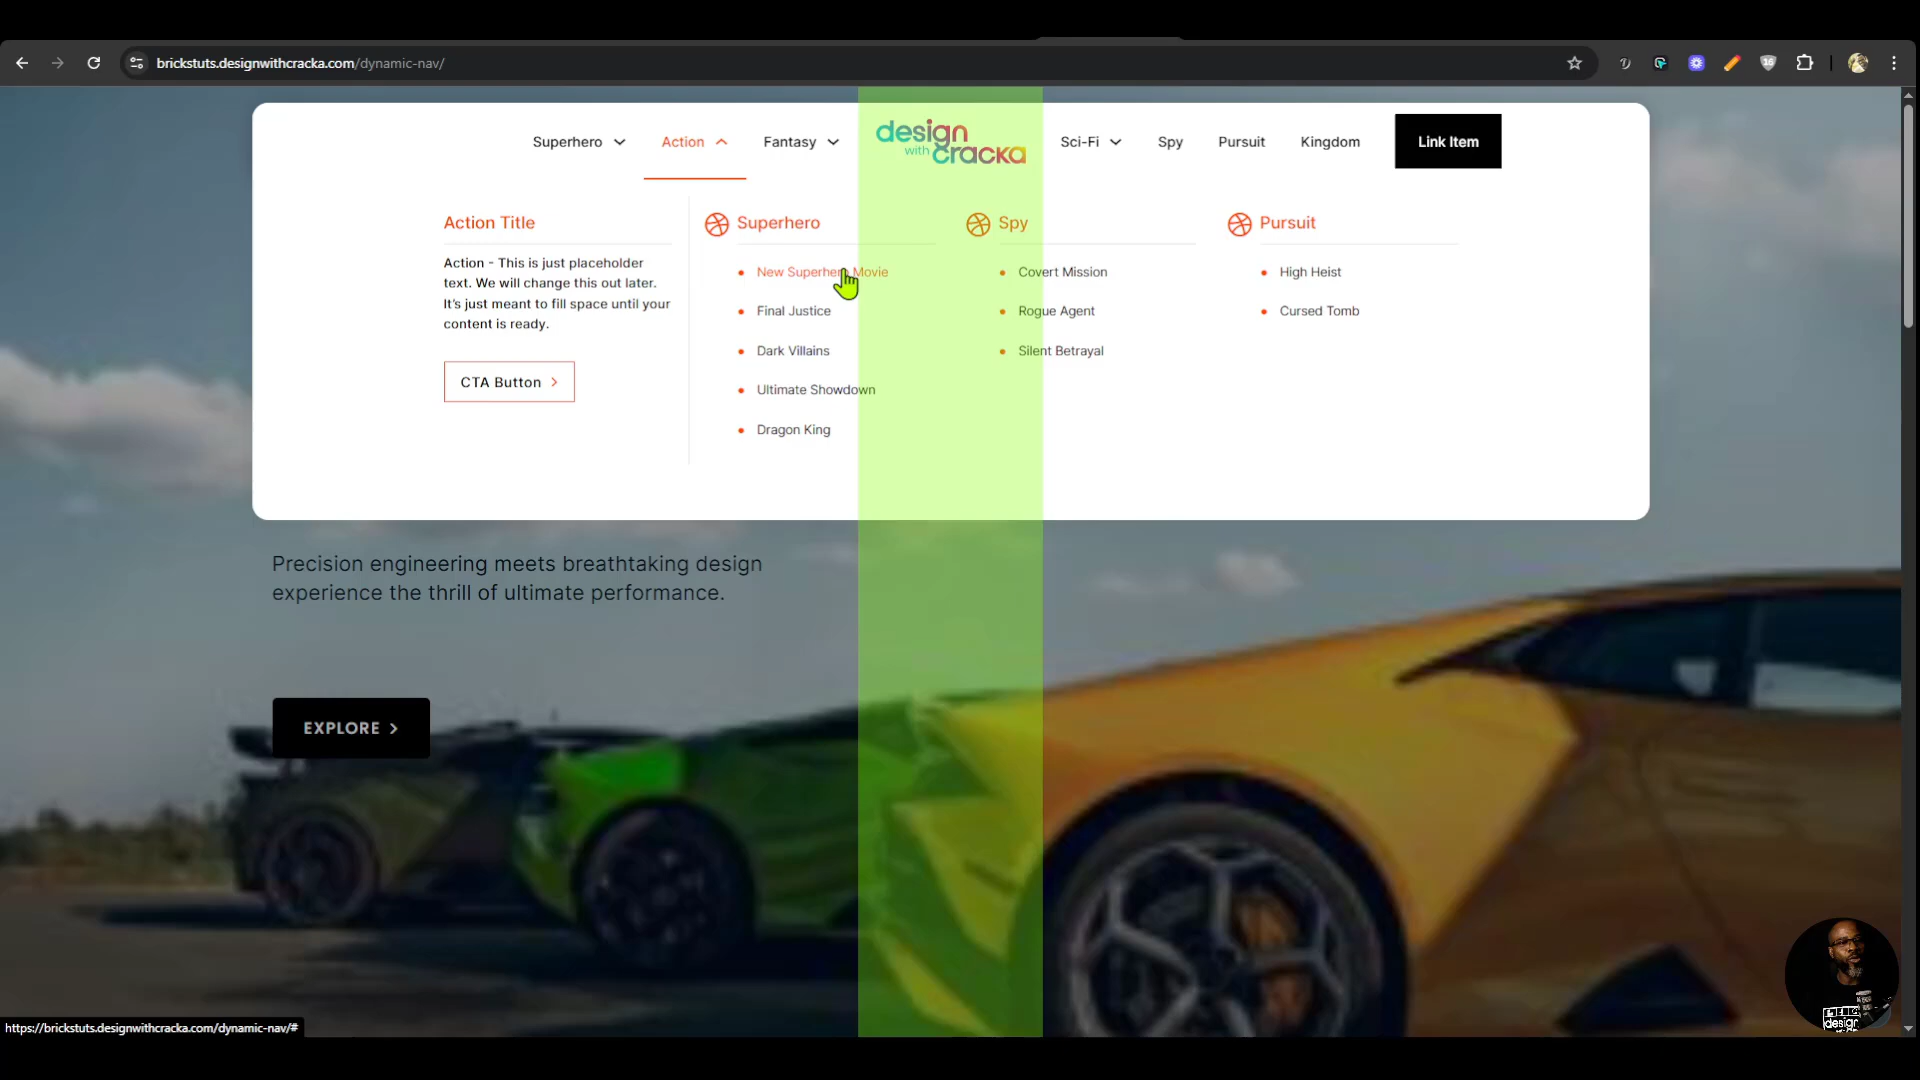 brickstuts.designwithcracka.com/dynamic-nav/
16
Superhero
Action
Fantasy
design
with cracka
Sci-Fi
Spy
Pursuit
Kingdom
Link Item
Action Title
Action - This is just placeholder
text. We will change this out later.
It's just meant to fill space until your
content is ready.
CTA Button
Superhero
New Superhero Movie
Final Justice
Dark Villains
Ultimate Showdown
Dragon King
Spy
Covert Mission
Rogue Agent
Silent Betrayal
Pursuit
High Heist
Cursed Tomb
Precision engineering meets breathtaking design
experience the thrill of ultimate performance.
EXPLORE
https://brickstuts.designwithcracka.com/dynamic-nav/#
design